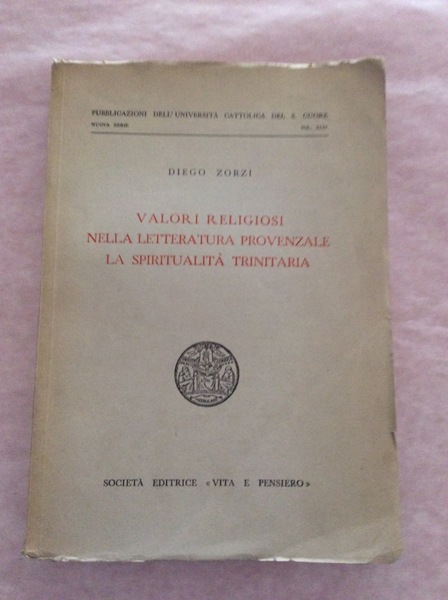 PUBBLICAZIONI DELL'UNIVERSITÀ CATTOLICA DEL S. CUORE
NUOVA SERIE VOL.
DIEGO ZORZI
VALORI RELIGIOSI
NELLA LETTERATURA PROVENZALE
LA SPIRITUALITÀ TRINITARIA
SOCIETÀ EDITRICE «VITA E PENSIERO»